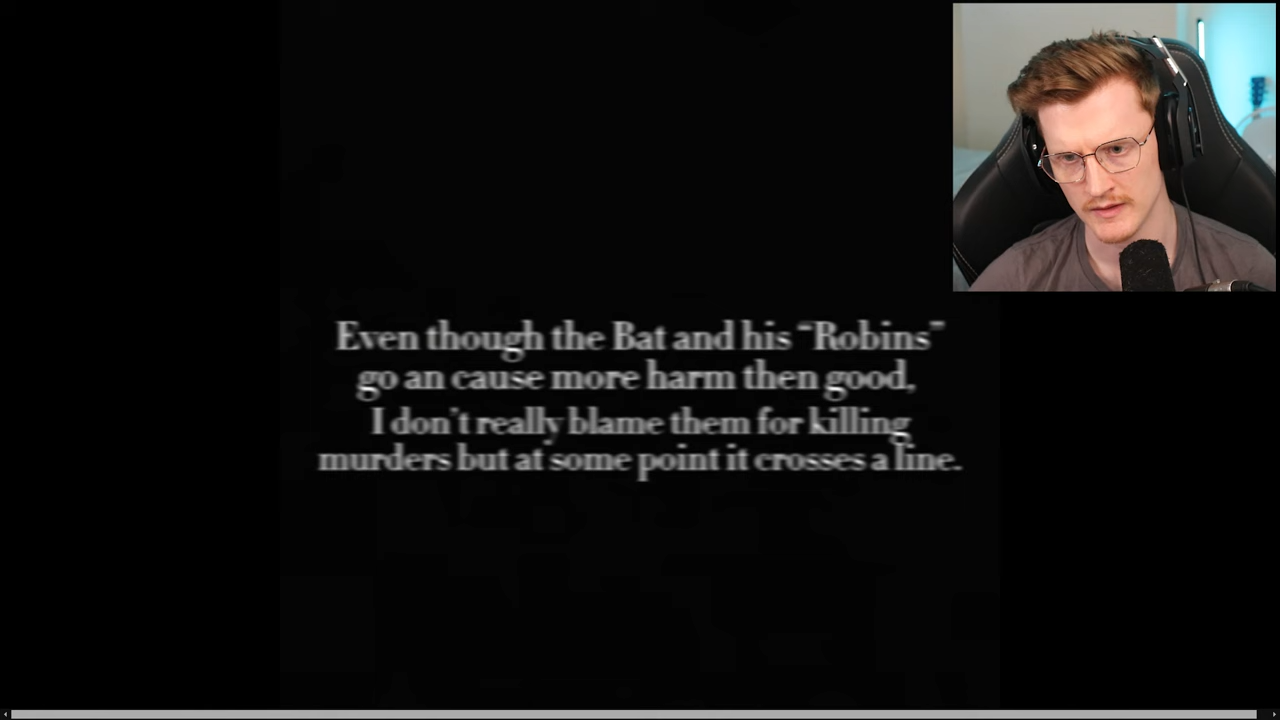 Even though the Bat and his “Robins”
go an cause more harm then good,
I don’t really blame them for killing
murders but at some point it crosses a line.